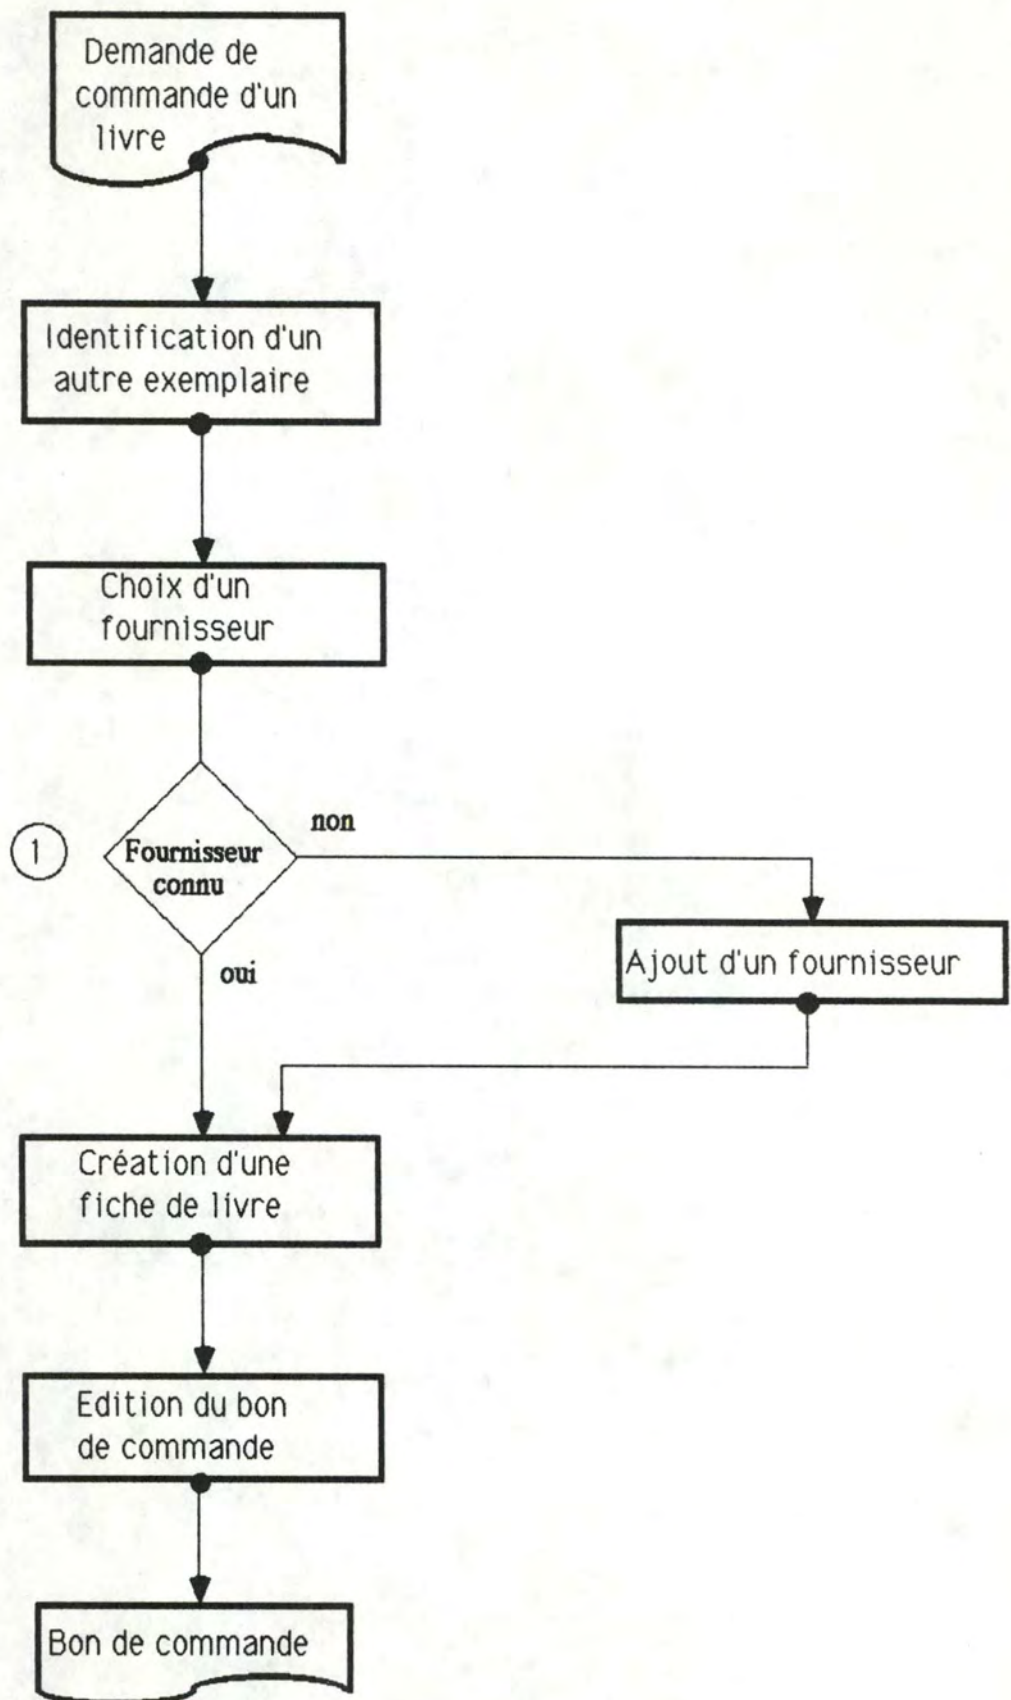 Demande de
commande d'un
livre
Identification d'un
autre exemplaire
Choix d'un
fournisseur
1
Fournisseur
connu
non
oui
Ajout d'un fournisseur
Création d'une
fiche de livre
Edition du bon
de commande
Bon de commande